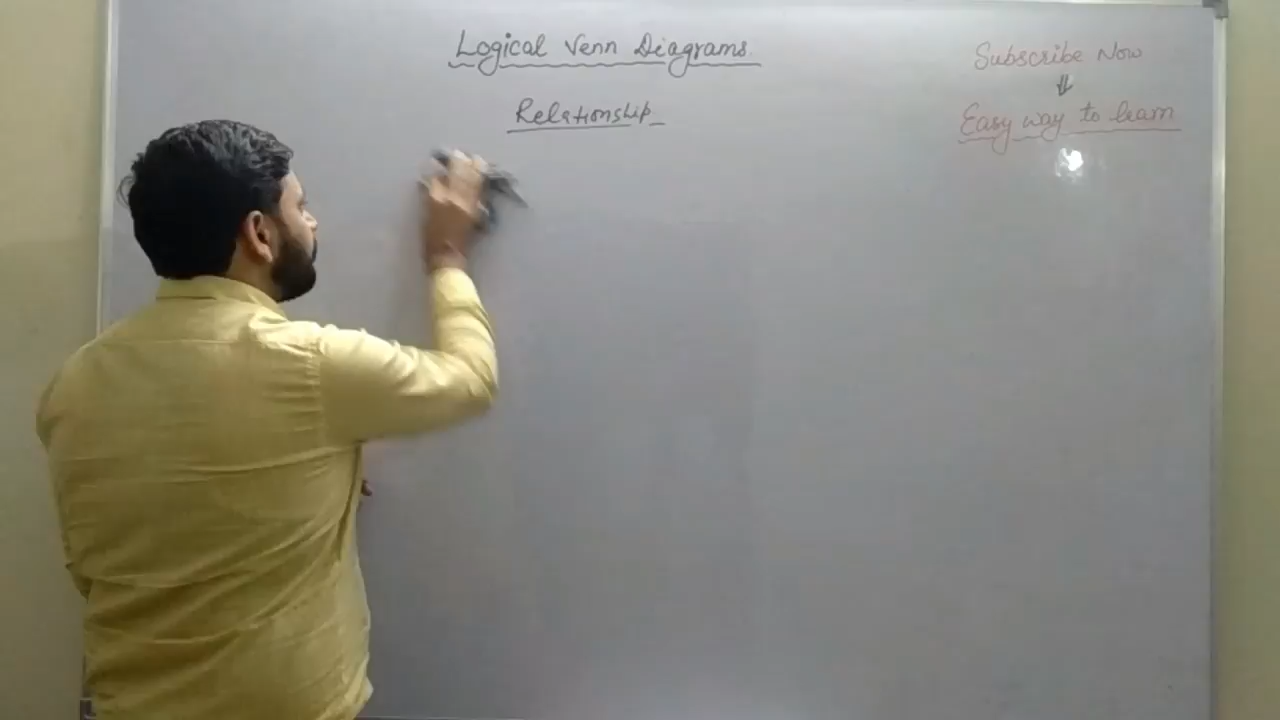 Logical Venn Diagrams.
Relationship
Subscribe Now
⇓
Easy way to learn